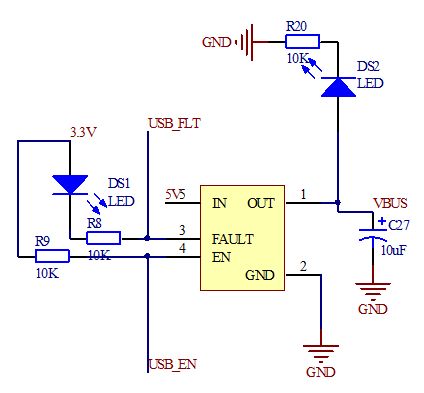 R20
GND
10K
DS2
LED
USB_FLT
3.3V
DS1
LED
5V5
IN
OUT
1
VBUS
C27
10uF
R8
10K
3
FAULT
R9
10K
4
EN
GND
2
GND
USB_EN
GND